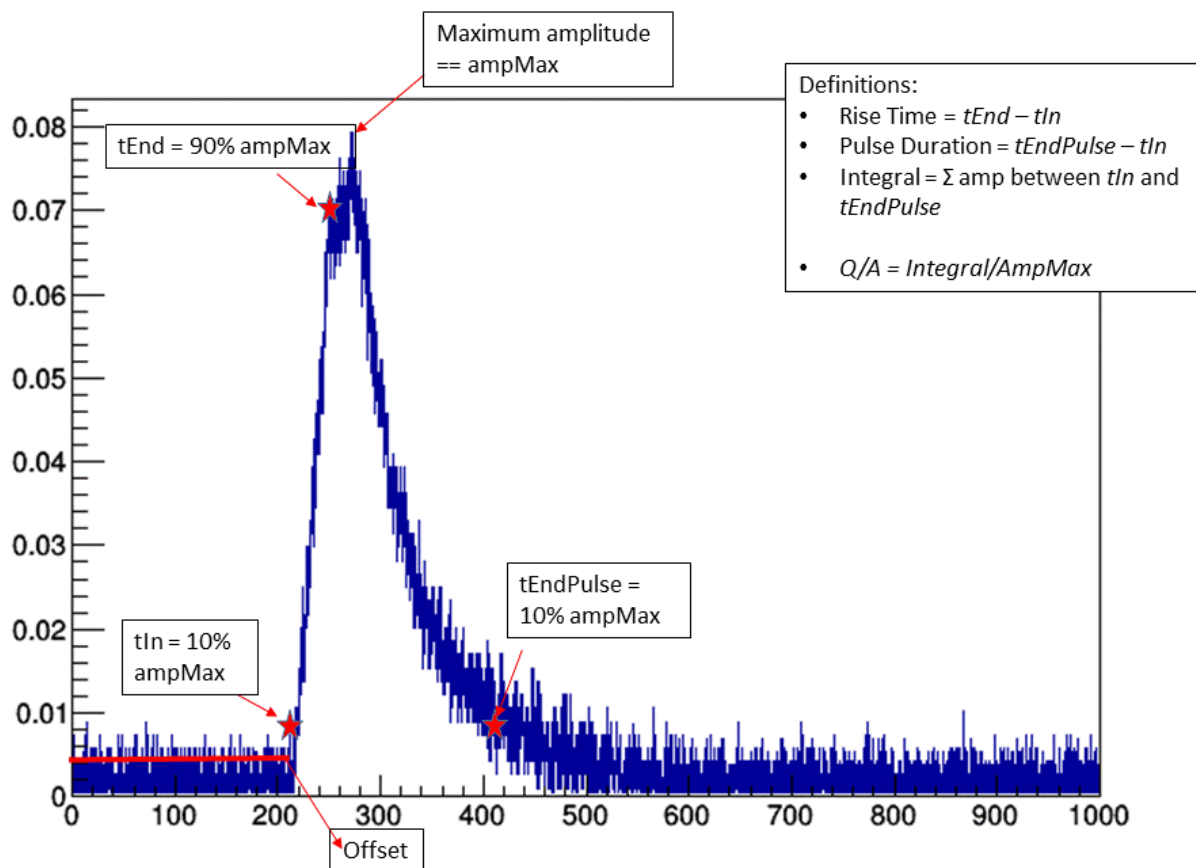 Maximum amplitude
== ampMax
Definitions:
• Rise Time = tEnd – tIn
• Pulse Duration = tEndPulse – tIn
• Integral = Σ amp between tIn and
tEndPulse
• Q/A = Integral/AmpMax
tEnd = 90% ampMax
0.08
0.07
0.06
0.05
0.04
0.03
0.02
0.01
0
tEndPulse =
10% ampMax
tIn = 10%
ampMax
0 100 200 300 400 500 600 700 800 900 1000
Offset